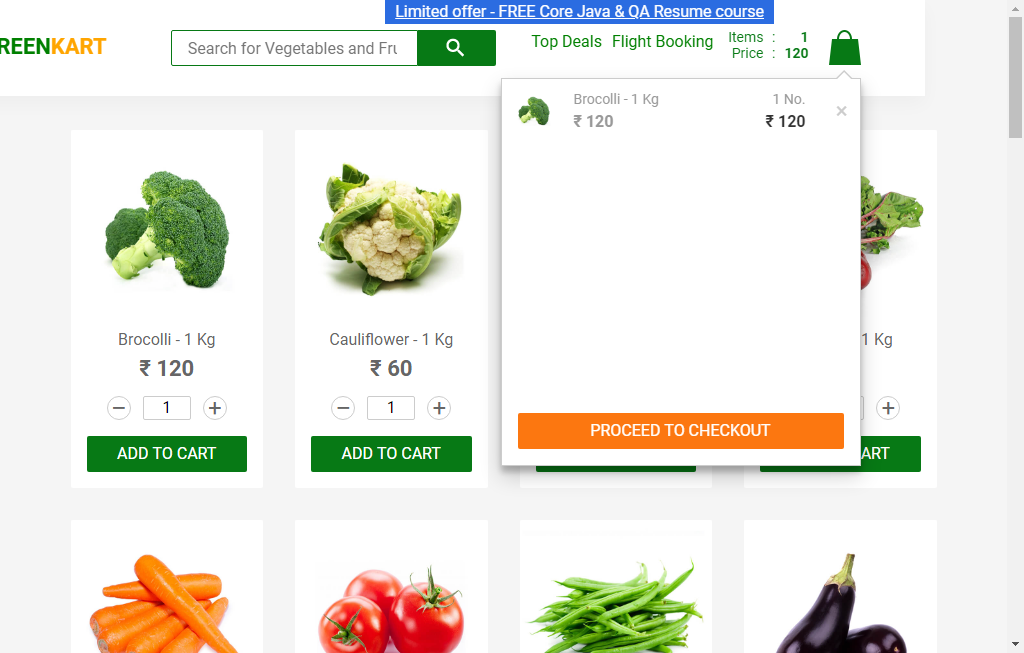 Limited offer - FREE Core Java & QA Resume course
REENKART
Search for Vegetables and Fru
Top Deals Flight Booking
Items : 1
Price : 120
Brocolli - 1 Kg 1 No. ×
₹ 120 ₹ 120
PROCEED TO CHECKOUT
Brocolli - 1 Kg
₹ 120
1
ADD TO CART
Cauliflower - 1 Kg
₹ 60
1
ADD TO CART
1 Kg
ART